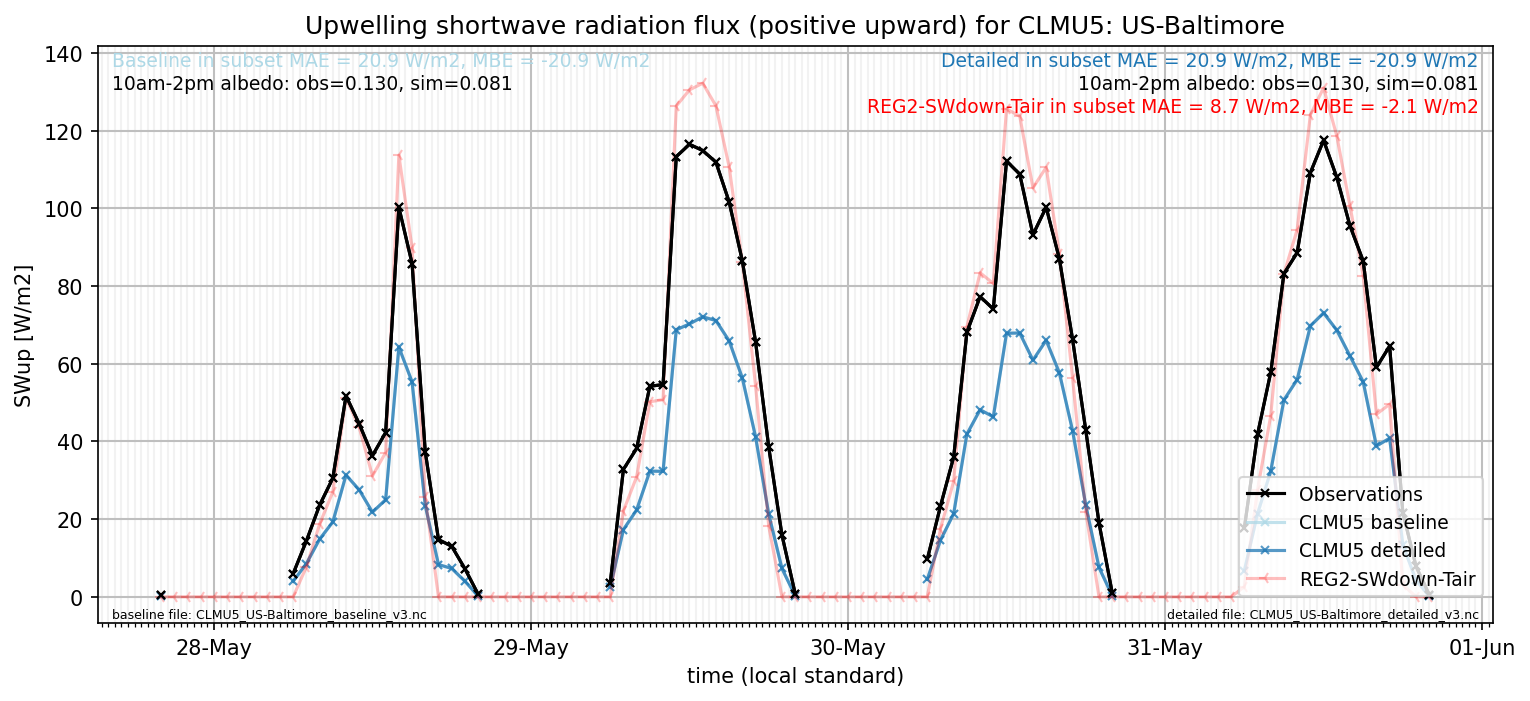 Upwelling shortwave radiation flux (positive upward) for CLMU5: US-Baltimore
Baseline in subset MAE = 20.9 W/m2, MBE = -20.9 W/m2
10am-2pm albedo: obs=0.130, sim=0.081
Detailed in subset MAE = 20.9 W/m2, MBE = -20.9 W/m2
10am-2pm albedo: obs=0.130, sim=0.081
REG2-SWdown-Tair in subset MAE = 8.7 W/m2, MBE = -2.1 W/m2
SWup [W/m2]
140
120
100
80
60
40
20
0
Observations
CLMU5 baseline
CLMU5 detailed
REG2-SWdown-Tair
baseline file: CLMU5_US-Baltimore_baseline_v3.nc
detailed file: CLMU5_US-Baltimore_detailed_v3.nc
28-May
29-May
30-May
31-May
01-Jun
time (local standard)